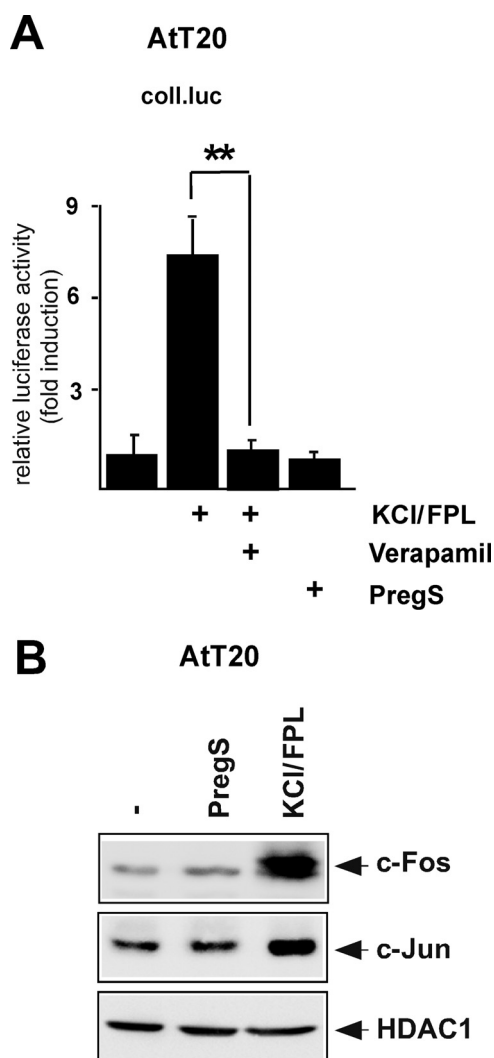 A
AtT20
coll.luc
**
relative luciferase activity
(fold induction)
9
6
3
+ + KCl/FPL
+ Verapamil
+ PregS
B
AtT20
- PregS KCl/FPL
c-Fos
c-Jun
HDAC1